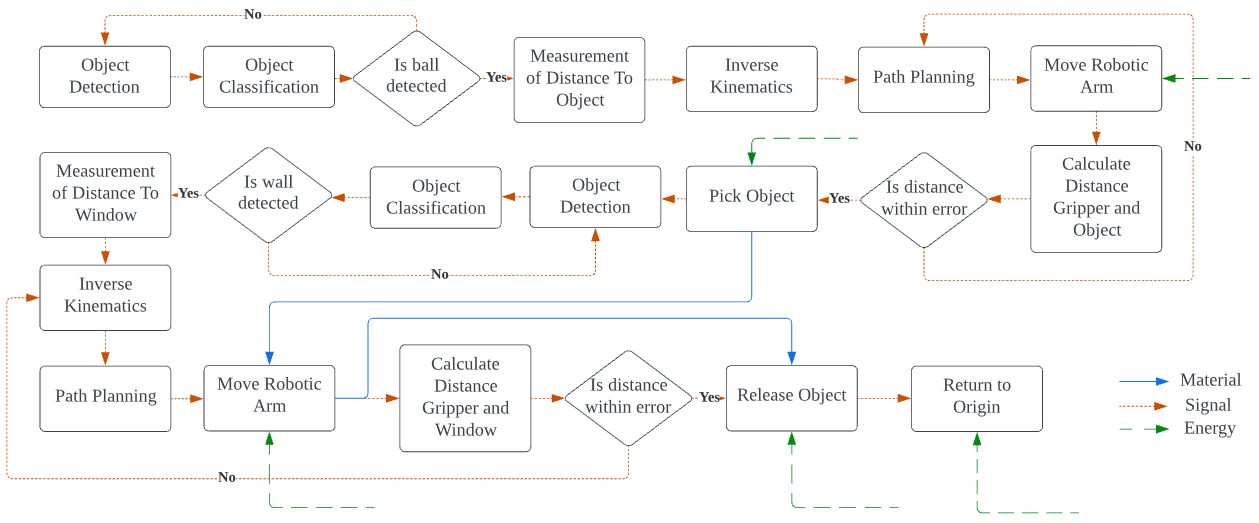 No
Object
Detection
Object
Classification
Is ball
detected
Yes
Measurement
of Distance To
Object
Inverse
Kinematics
Path Planning
Move Robotic
Arm
No
Calculate
Distance
Gripper and
Object
Is distance
within error
Yes
Pick Object
Object
Detection
Object
Classification
Is wall
detected
No
Yes
Measurement
of Distance To
Window
Inverse
Kinematics
Path Planning
Move Robotic
Arm
Calculate
Distance
Gripper and
Window
Is distance
within error
No
Yes
Release Object
Return to
Origin
Material
Signal
Energy